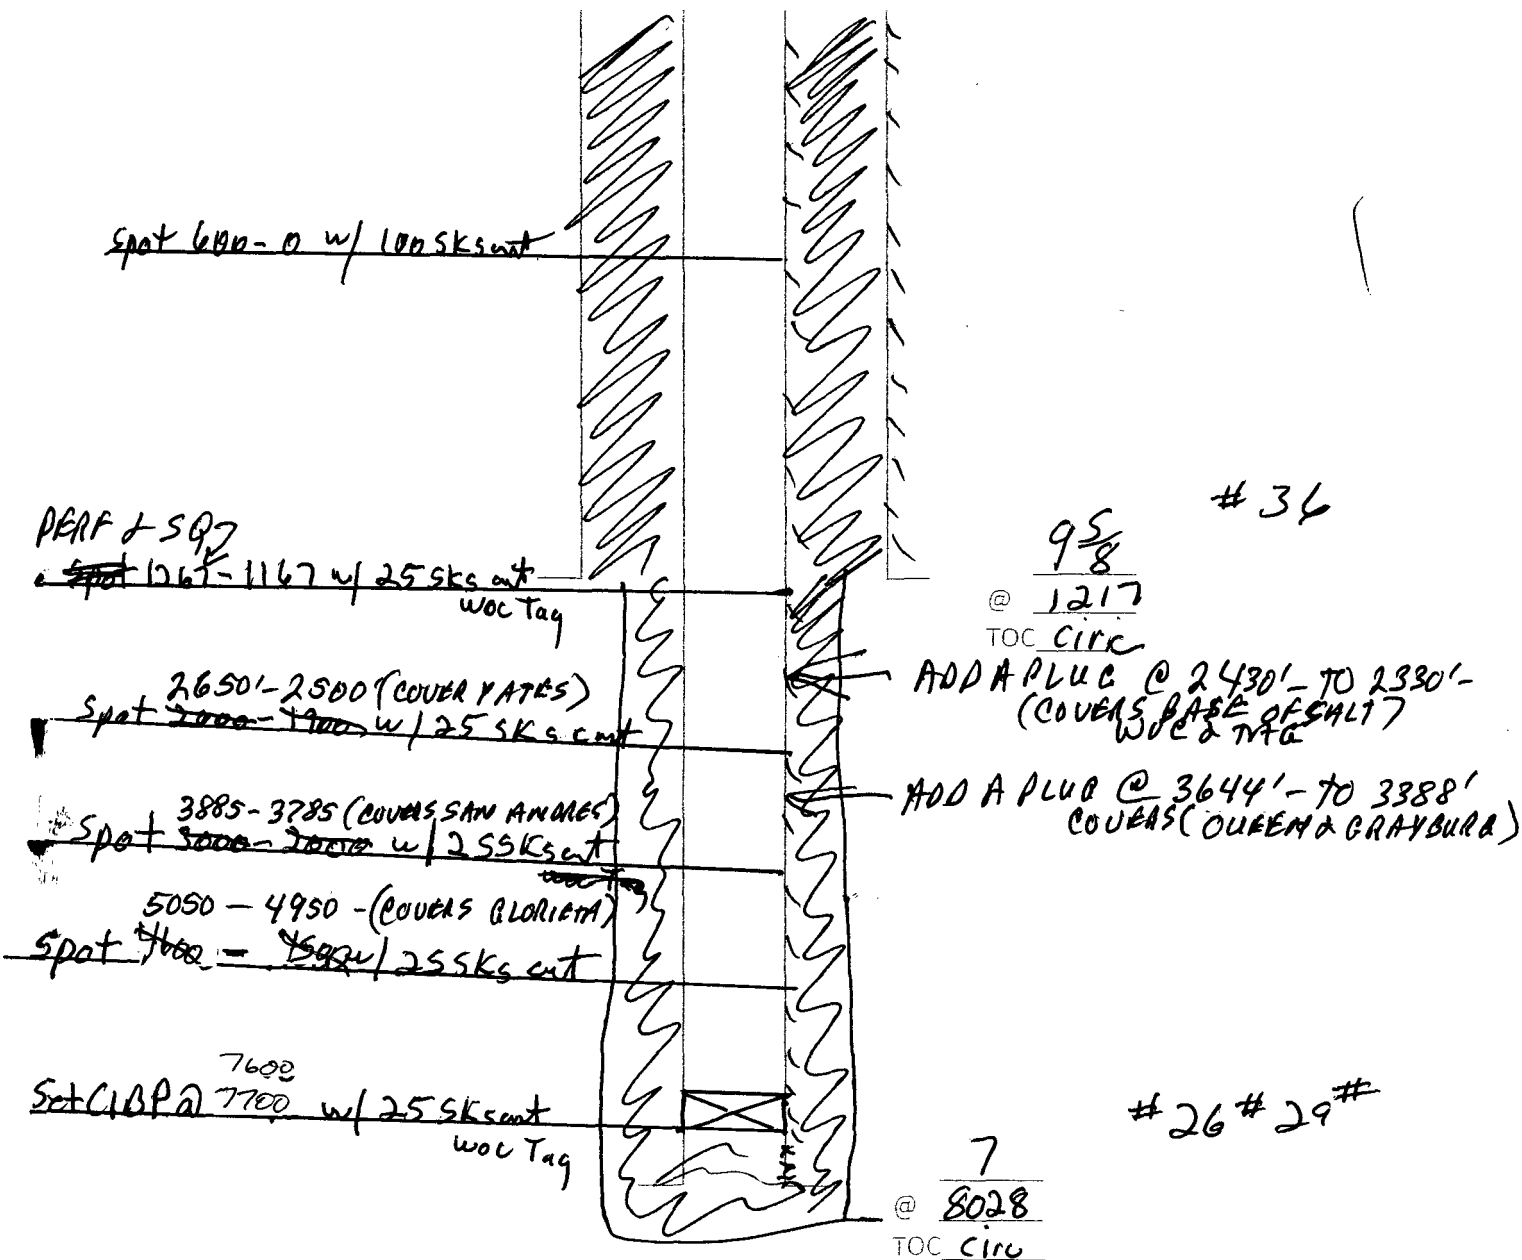 spot 600-0 w/ 100 SKs cmt
# 36
PERF & SQZ
spot 1267-1167 w/ 25 sks cmt
WOC Tag
9 5/8
@ 1217
TOC circ
ADD A PLUG @ 2430'- TO 2330'-
(COVERS BASE OF SALT)
WOC & TAG
2650'-2500 (COVER YATES)
Spot 2000-1900 w/ 25 SKs cmt
ADD A PLUG @ 3644'- TO 3388'
COVERS (QUEEN & GRAYBURG)
3885-3785 (COVERS SAN ANDRES)
Spot w/ 25 SKs cmt
5050 - 4950 - (COVERS GLORIETA)
Spot w/ 25 SKs cmt
7600
Set CIBP @ 7700 w/ 25 SKs cmt
WOC Tag
# 26 # 29 #
7
@ 8028
TOC circ